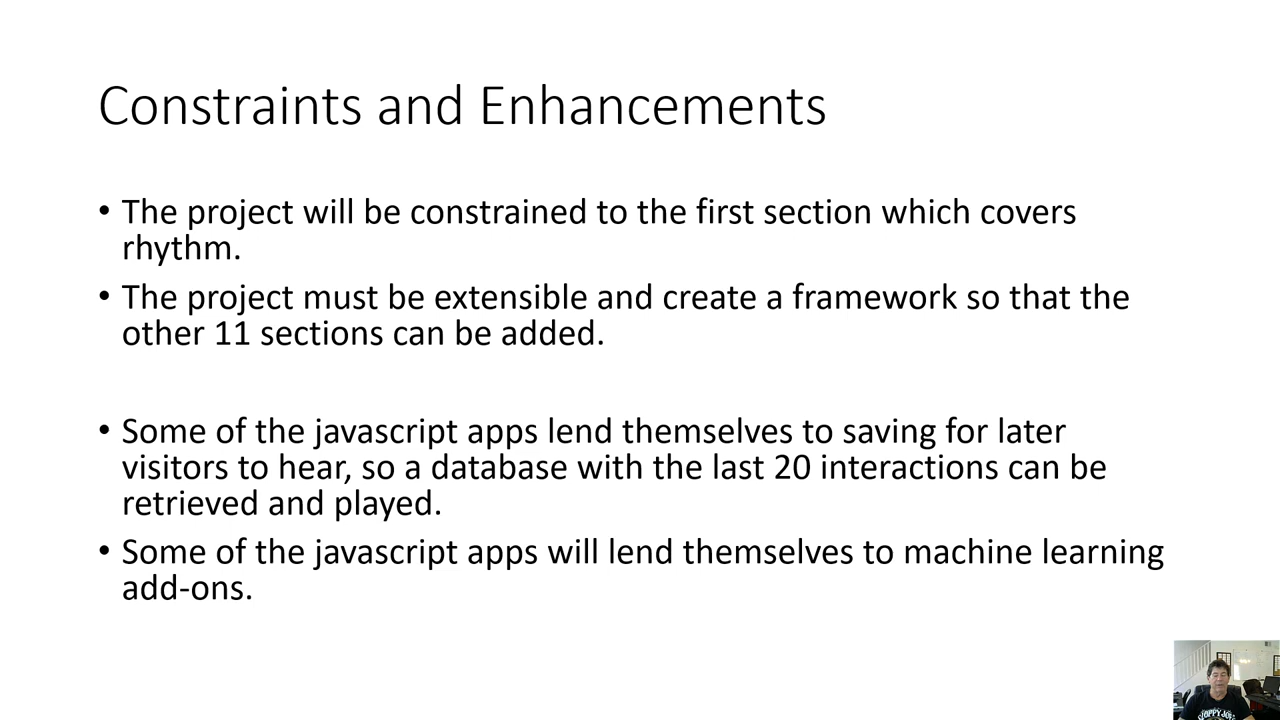 Constraints and Enhancements
• The project will be constrained to the first section which covers
rhythm.
• The project must be extensible and create a framework so that the
other 11 sections can be added.
• Some of the javascript apps lend themselves to saving for later
visitors to hear, so a database with the last 20 interactions can be
retrieved and played.
• Some of the javascript apps will lend themselves to machine learning
add-ons.